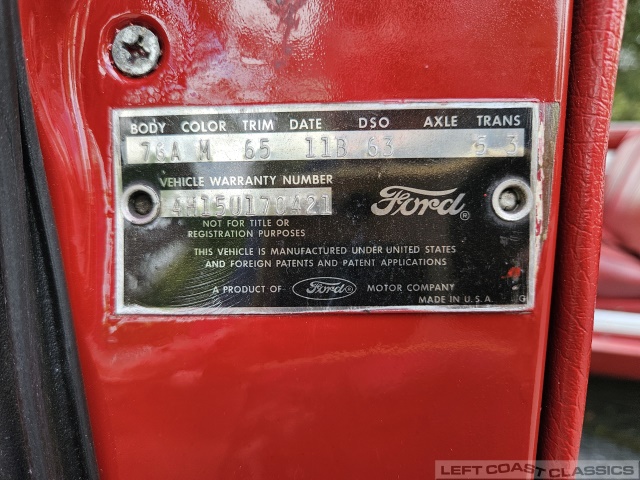 BODY COLOR TRIM DATE DSO AXLE TRANS
76A M 65 11B 63 5 3
VEHICLE WARRANTY NUMBER
4H15U170421
Ford
NOT FOR TITLE OR
REGISTRATION PURPOSES
THIS VEHICLE IS MANUFACTURED UNDER UNITED STATES
AND FOREIGN PATENTS AND PATENT APPLICATIONS
A PRODUCT OF Ford MOTOR COMPANY
MADE IN U.S.A. G
LEFT COAST CLASSICS